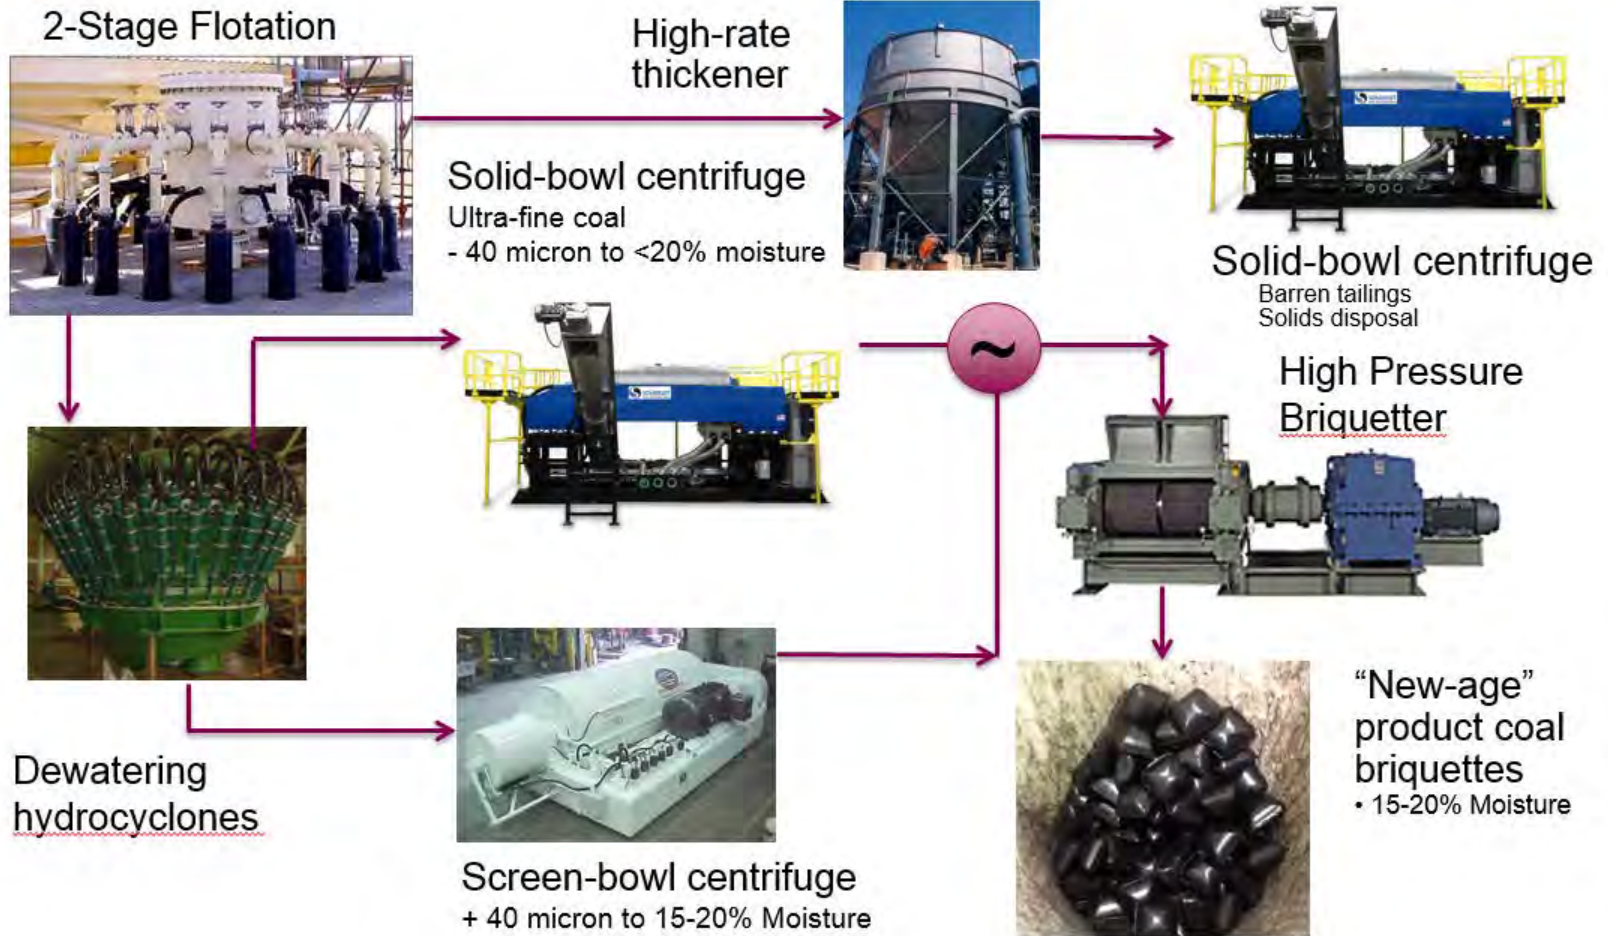 2-Stage Flotation
High-rate
thickener
Solid-bowl centrifuge
Ultra-fine coal
- 40 micron to <20% moisture
Solid-bowl centrifuge
Barren tailings
Solids disposal
~
High Pressure
Briquetter
Dewatering
hydrocyclones
Screen-bowl centrifuge
+ 40 micron to 15-20% Moisture
“New-age”
product coal
briquettes
• 15-20% Moisture